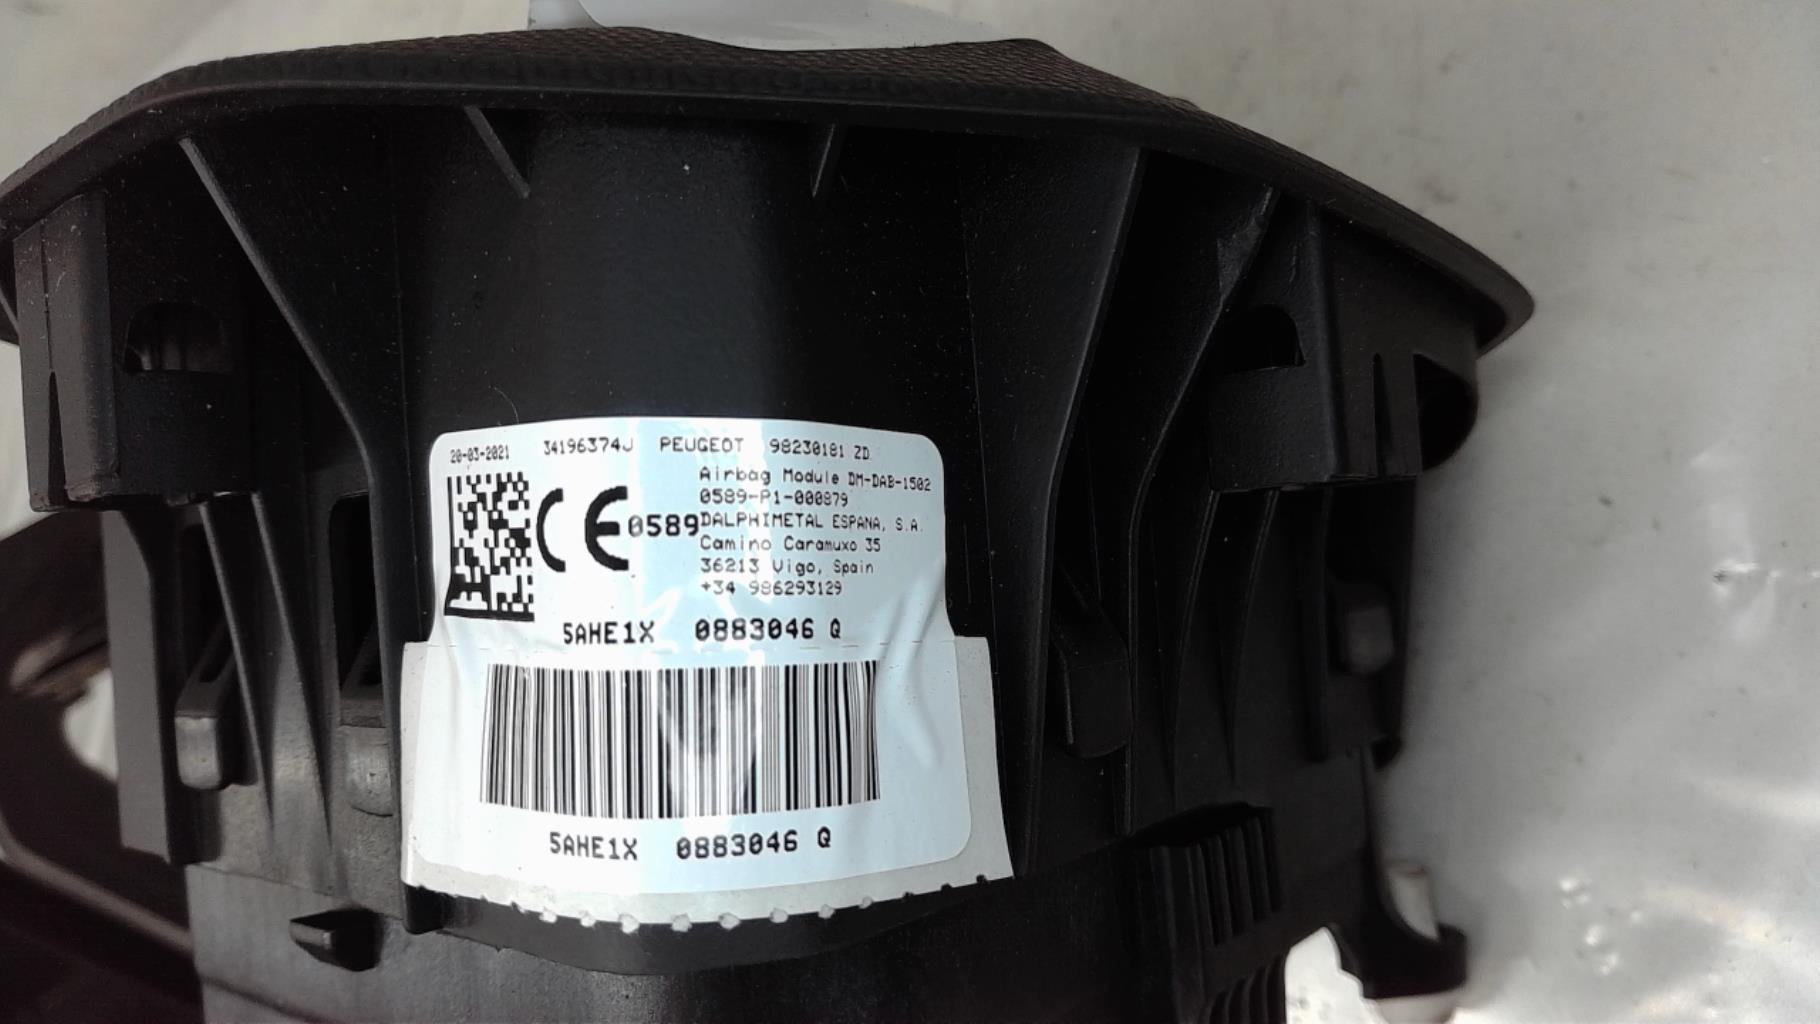 20-03-2021 34196374J PEUGEOT 98230181 ZD
Airbag Module DM-DAB-1502
0589-P1-000879
CE 0589 DALPHIMETAL ESPANA, S.A.
Camino Caramuxo 35
36213 Vigo, Spain
+34 986293129
5AHE1X 0883046 Q
5AHE1X 0883046 Q